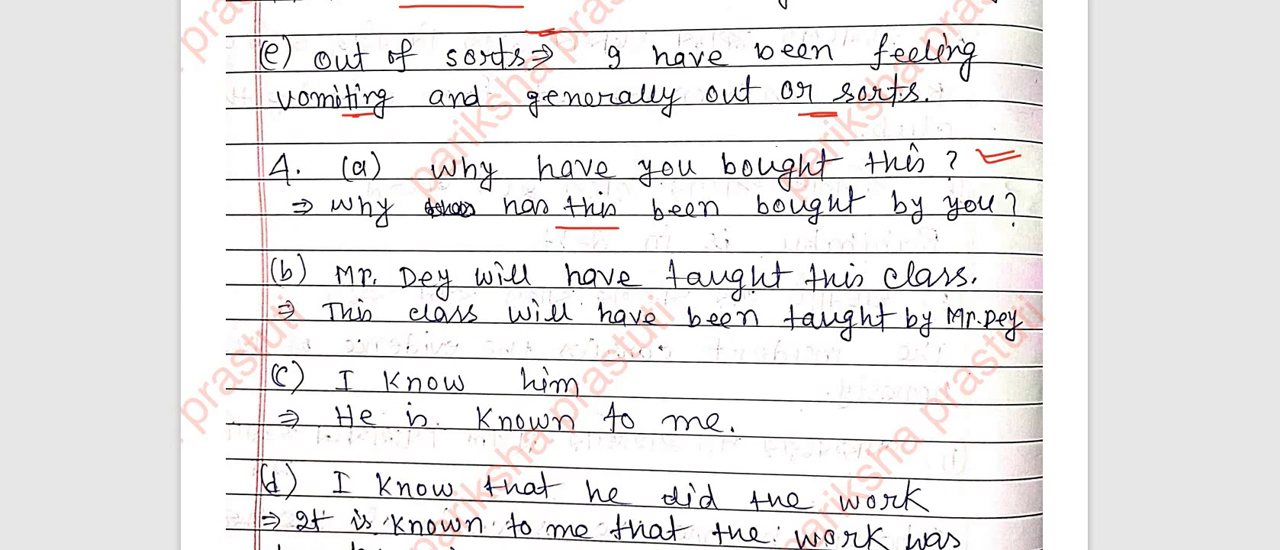 (e) out of sorts ⇒ I have been feeling
vomiting and generally out or sorts.
4. (a) Why have you bought this ?
⇒ Why has this been bought by you?
(b) Mr. Dey will have taught this class.
⇒ This class will have been taught by Mr. Dey
(c) I know him
⇒ He is known to me.
(d) I know that he did the work
⇒ It is known to me that the work was
pariksha prastuti